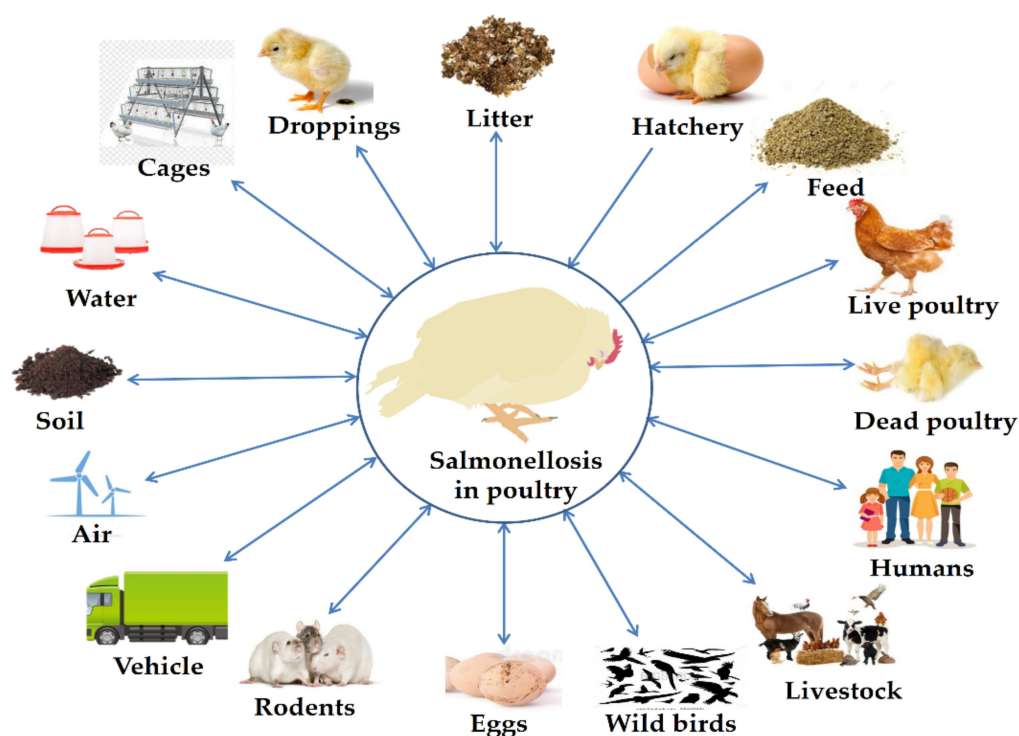 Droppings
Litter
Hatchery
Cages
Feed
Water
Live poultry
Soil
Dead poultry
Salmonellosis
in poultry
Air
Humans
Vehicle
Rodents
Eggs
Wild birds
Livestock